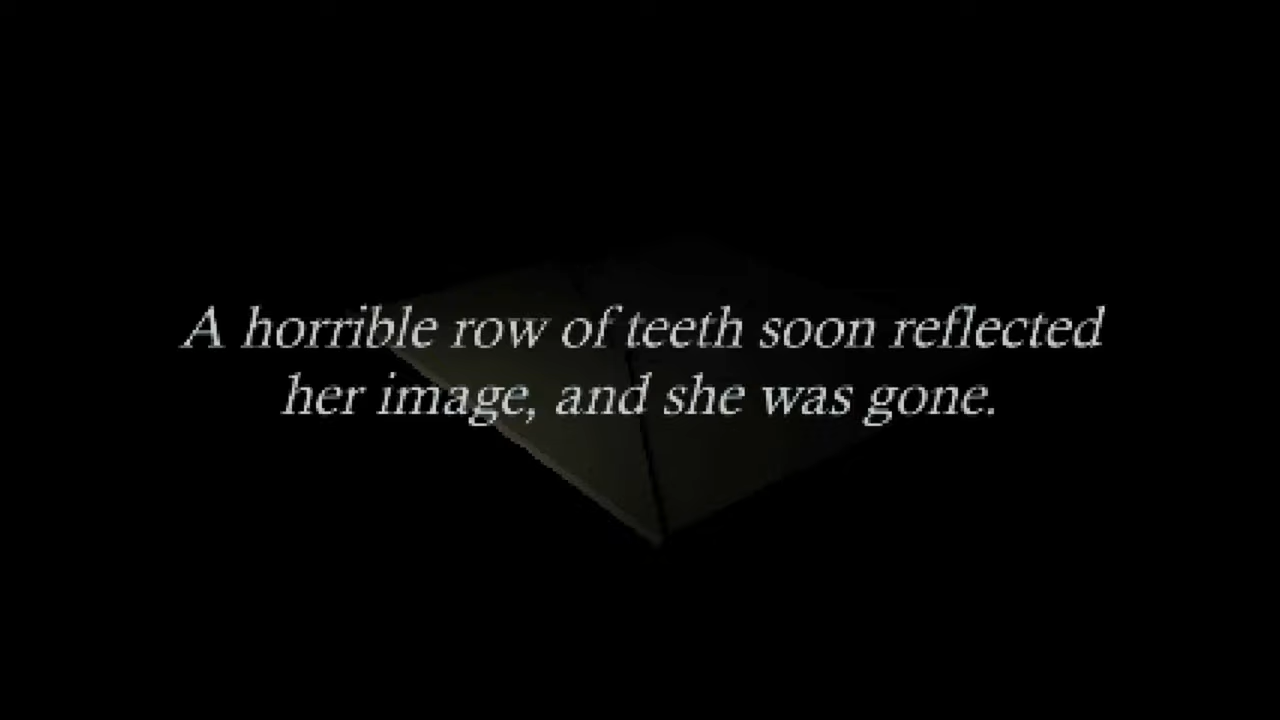 A horrible row of teeth soon reflected
her image, and she was gone.